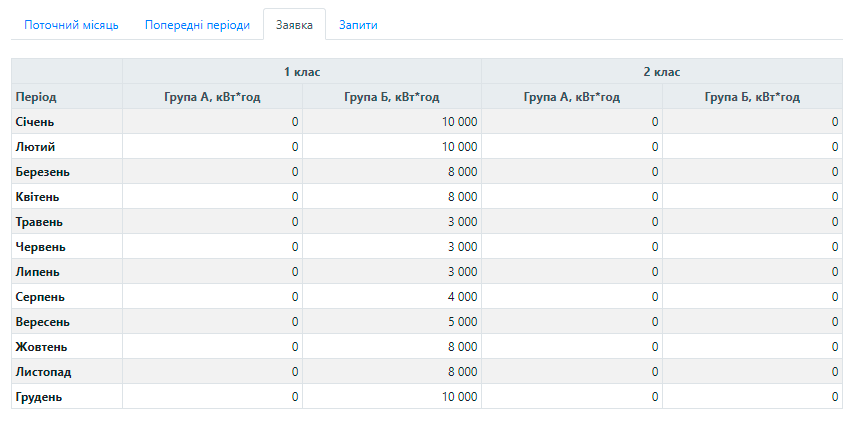 Поточний місяць Попередні періоди Заявка Запити
1 клас 2 клас
Період Група А, кВт*год Група Б, кВт*год Група А, кВт*год Група Б, кВт*год
Січень 0 10 000 0 0
Лютий 0 10 000 0 0
Березень 0 8 000 0 0
Квітень 0 8 000 0 0
Травень 0 3 000 0 0
Червень 0 3 000 0 0
Липень 0 3 000 0 0
Серпень 0 4 000 0 0
Вересень 0 5 000 0 0
Жовтень 0 8 000 0 0
Листопад 0 8 000 0 0
Грудень 0 10 000 0 0